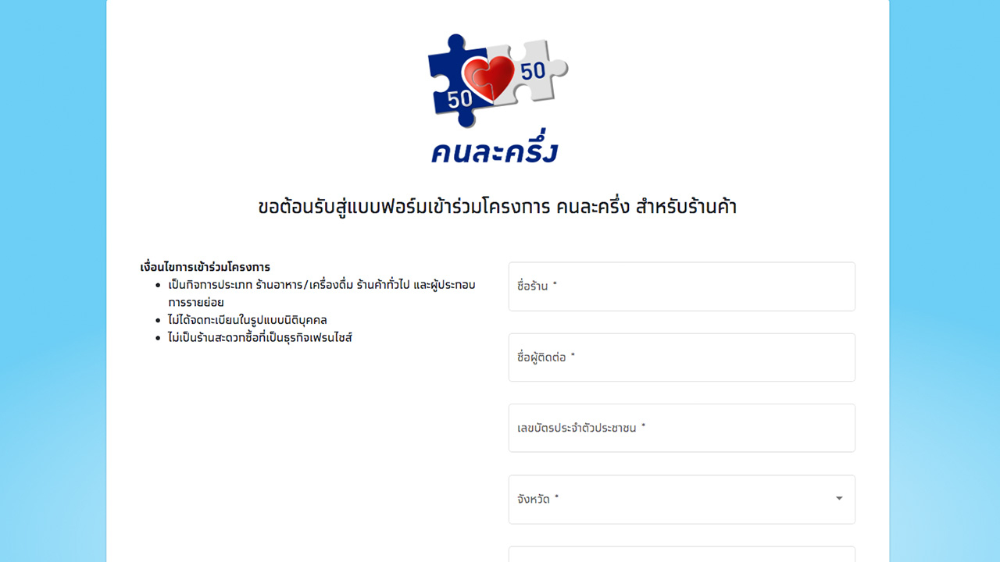 50
50
คนละครึ่ง
ขอต้อนรับสู่แบบฟอร์มเข้าร่วมโครงการ คนละครึ่ง สำหรับร้านค้า
เงื่อนไขการเข้าร่วมโครงการ
• เป็นกิจการประเภท ร้านอาหาร/เครื่องดื่ม ร้านค้าทั่วไป และผู้ประกอบ
การรายย่อย
• ไม่ได้จดทะเบียนในรูปแบบนิติบุคคล
• ไม่เป็นร้านสะดวกซื้อที่เป็นธุรกิจเฟรนไชส์
ชื่อร้าน *
ชื่อผู้ติดต่อ *
เลขบัตรประจำตัวประชาชน *
จังหวัด *